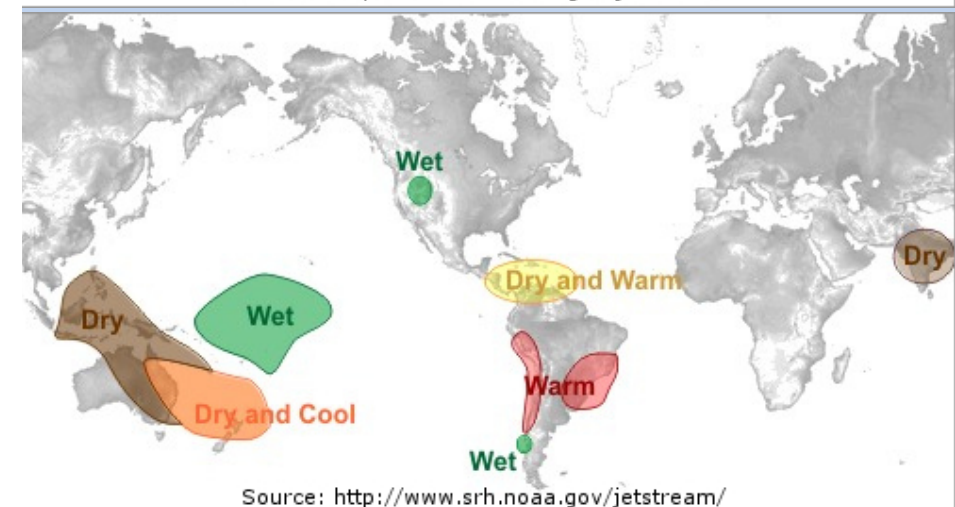 Wet
Dry and Warm
Dry
Dry
Wet
Warm
Dry and Cool
Wet
Source: http://www.srh.noaa.gov/jetstream/